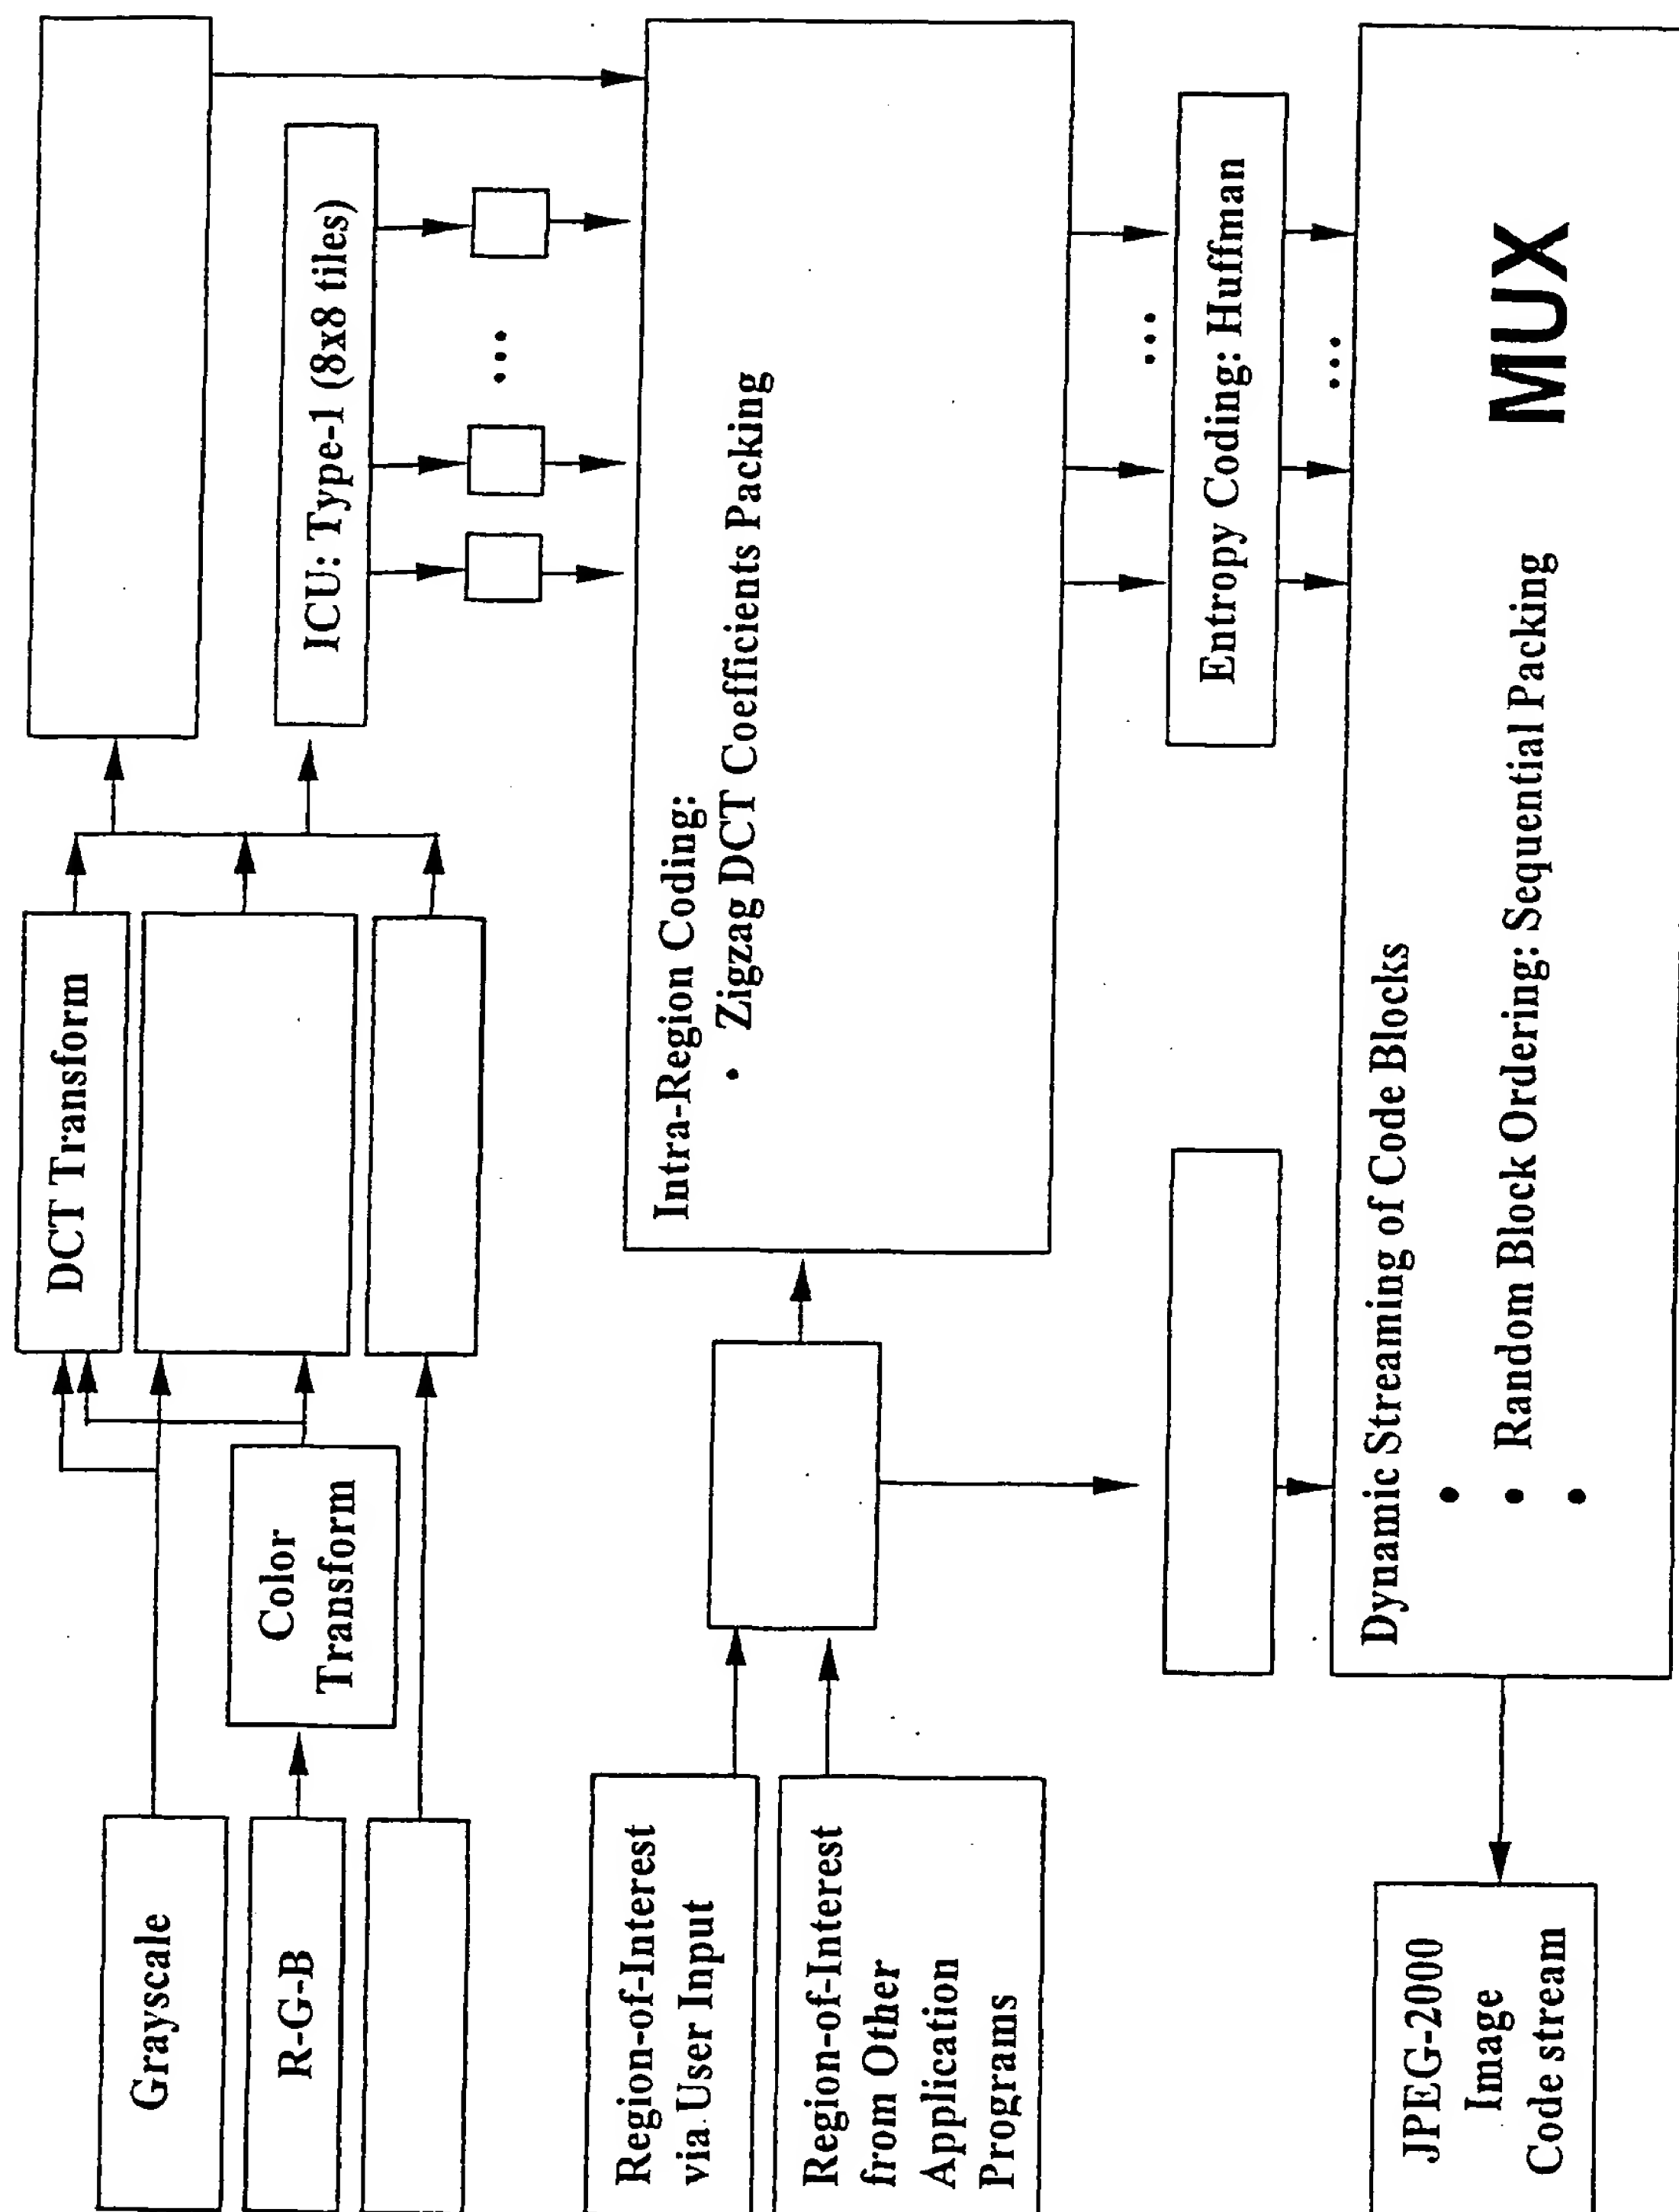 Grayscale
R-G-B
Color
Transform
DCT Transform
ICU: Type-1 (8x8 tiles)
...
Region-of-Interest
via User Input
Region-of-Interest
from Other
Application
Programs
Intra-Region Coding:
• Zigzag DCT Coefficients Packing
...
Entropy Coding: Huffman
...
Dynamic Streaming of Code Blocks
•
• Random Block Ordering: Sequential Packing
•
MUX
JPEG-2000
Image
Code stream